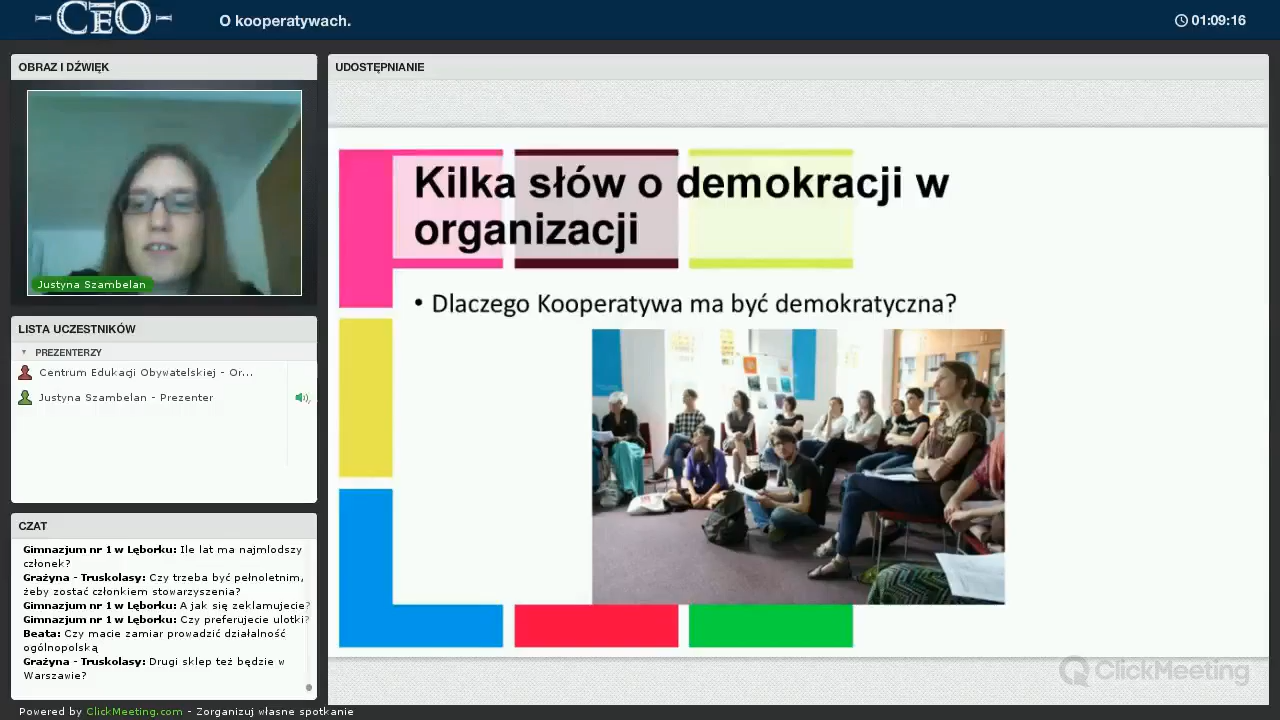 CEO
O kooperatywach.
01:09:16
OBRAZ I DŹWIĘK
Justyna Szambelan
LISTA UCZESTNIKÓW
PREZENTERZY
Centrum Edukacji Obywatelskiej - Or...
Justyna Szambelan - Prezenter
CZAT
Gimnazjum nr 1 w Lęborku: Ile lat ma najmlodszy
członek?
Grażyna - Truskolasy: Czy trzeba być pełnoletnim,
żeby zostać członkiem stowarzyszenia?
Gimnazjum nr 1 w Lęborku: A jak się zeklamujecie?
Gimnazjum nr 1 w Lęborku: Czy preferujecie ulotki?
Beata: Czy macie zamiar prowadzić działalność
ogólnopolską
Grażyna - Truskolasy: Drugi sklep też będzie w
Warszawie?
UDOSTĘPNIANIE
Kilka słów o demokracji w
organizacji
• Dlaczego Kooperatywa ma być demokratyczna?
ClickMeeting
Powered by ClickMeeting.com - Zorganizuj własne spotkanie